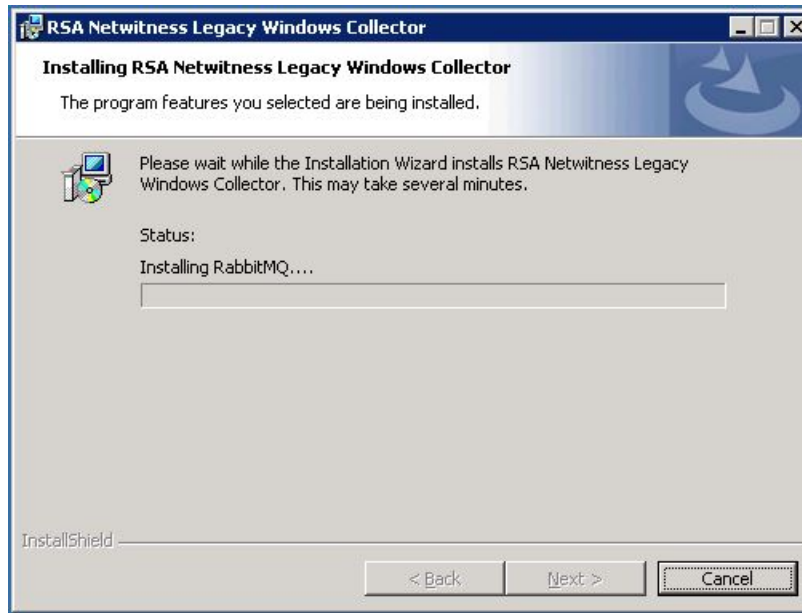 RSA Netwitness Legacy Windows Collector
Installing RSA Netwitness Legacy Windows Collector
The program features you selected are being installed.
Please wait while the Installation Wizard installs RSA Netwitness Legacy
Windows Collector. This may take several minutes.
Status:
Installing RabbitMQ....
InstallShield
< Back
Next >
Cancel